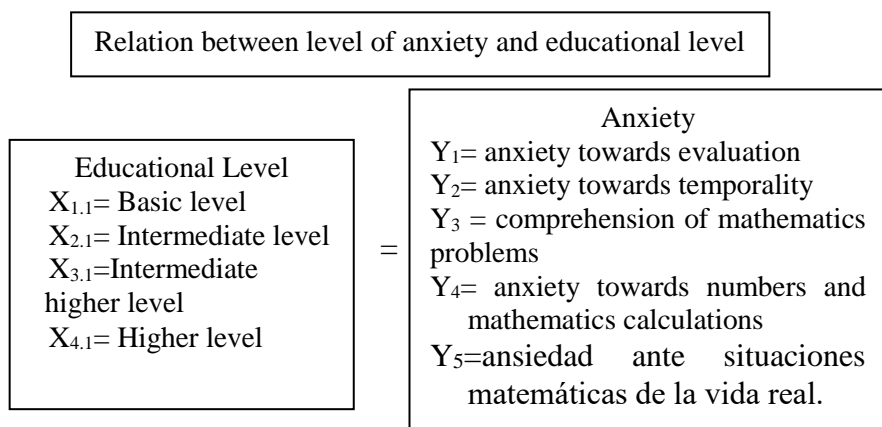 Relation between level of anxiety and educational level
Educational Level
X1.1= Basic level
X2.1= Intermediate level
X3.1=Intermediate
higher level
X4.1= Higher level
=
Anxiety
Y1= anxiety towards evaluation
Y2= anxiety towards temporality
Y3 = comprehension of mathematics
problems
Y4= anxiety towards numbers and
mathematics calculations
Y5=ansiedad ante situaciones
matemáticas de la vida real.